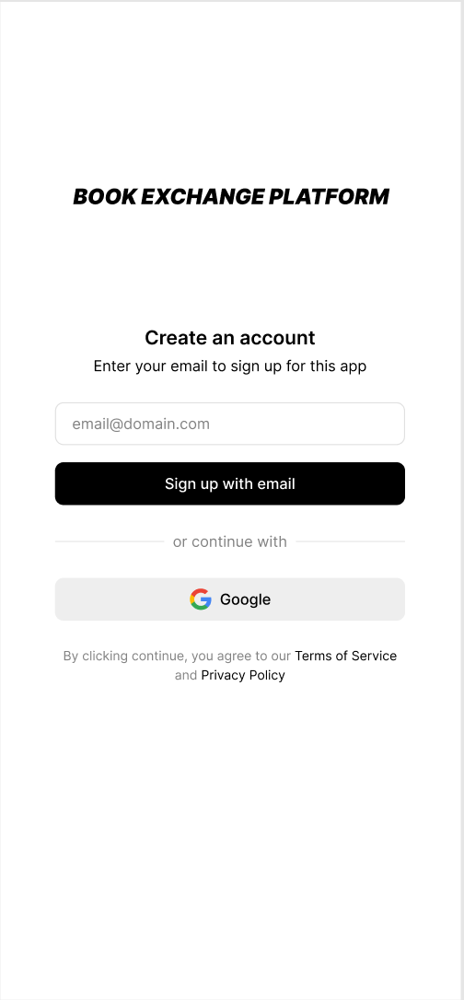 BOOK EXCHANGE PLATFORM
Create an account
Enter your email to sign up for this app
email@domain.com
Sign up with email
or continue with
Google
By clicking continue, you agree to our Terms of Service
and Privacy Policy